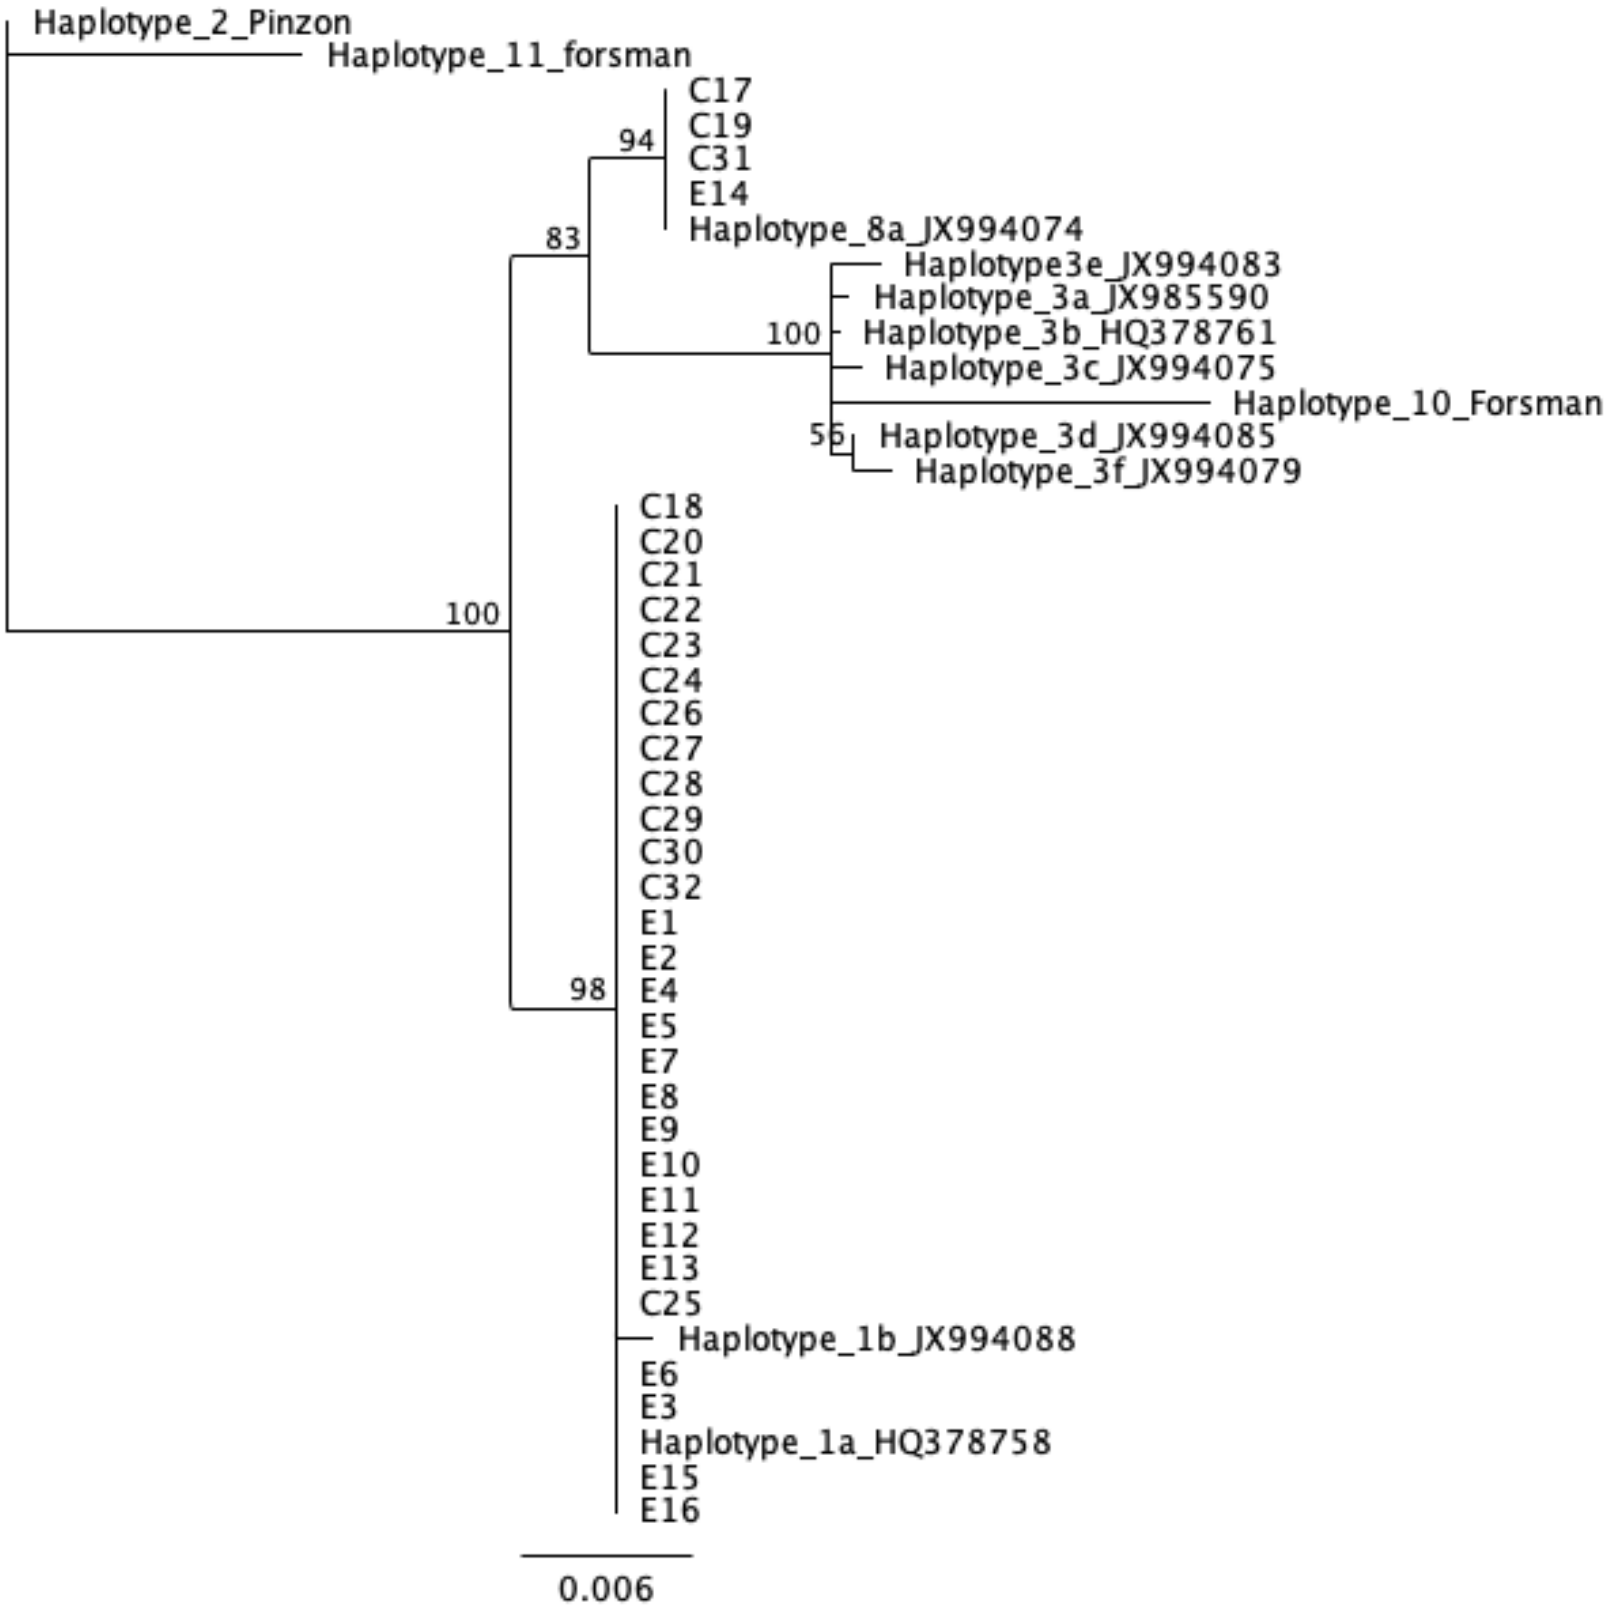 Haplotype_2_Pinzon
Haplotype_11_forsman
C17
C19
94
C31
E14
Haplotype_8a_JX994074
83
Haplotype3e_JX994083
Haplotype_3a_JX985590
100
Haplotype_3b_HQ378761
Haplotype_3c_JX994075
Haplotype_10_Forsman
56
Haplotype_3d_JX994085
Haplotype_3f_JX994079
C18
C20
C21
C22
100
C23
C24
C26
C27
C28
C29
C30
C32
E1
E2
98
E4
E5
E7
E8
E9
E10
E11
E12
E13
C25
Haplotype_1b_JX994088
E6
E3
Haplotype_1a_HQ378758
E15
E16
0.006